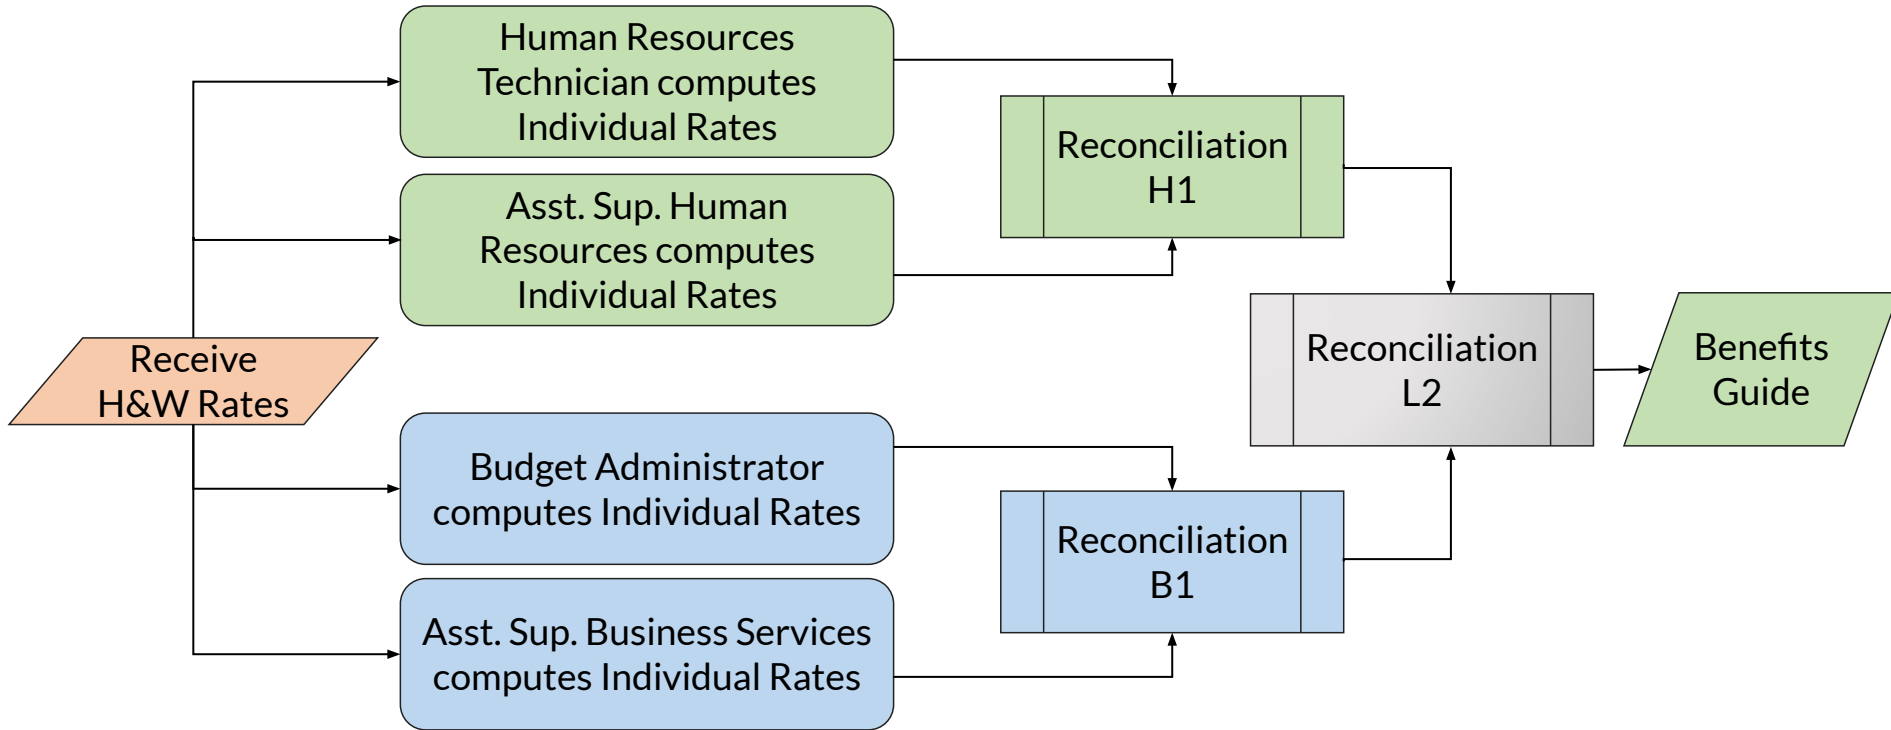 Human Resources
Technician computes
Individual Rates
Asst. Sup. Human
Resources computes
Individual Rates
Receive
H&W Rates
Budget Administrator
computes Individual Rates
Asst. Sup. Business Services
computes Individual Rates
Reconciliation
H1
Reconciliation
B1
Reconciliation
L2
Benefits
Guide